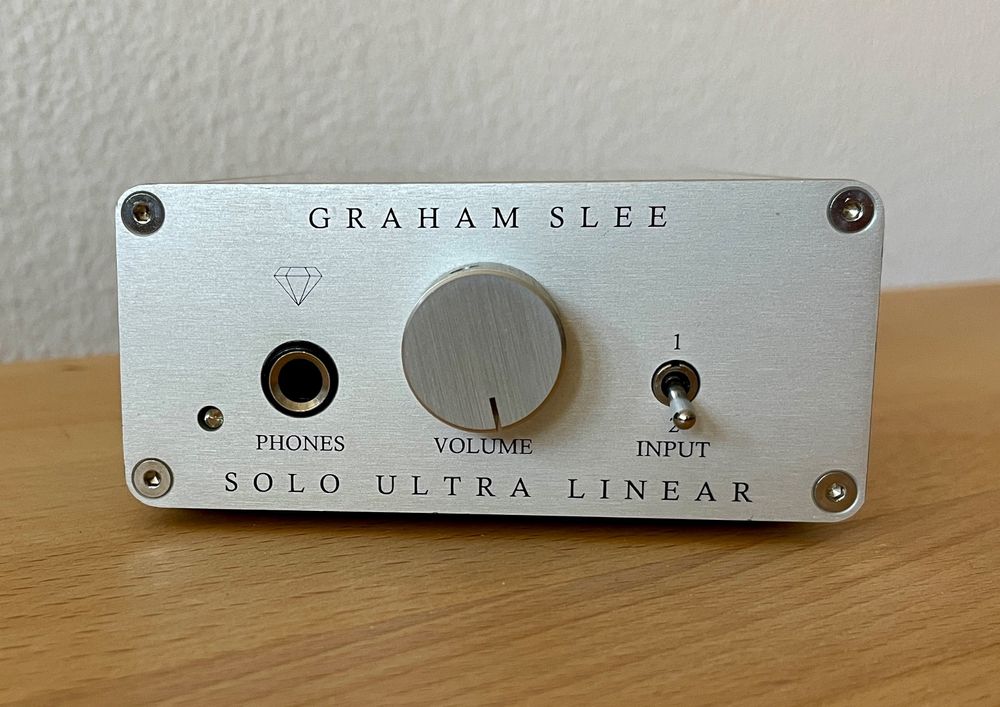 GRAHAM SLEE
1
2
PHONES VOLUME INPUT
SOLO ULTRA LINEAR